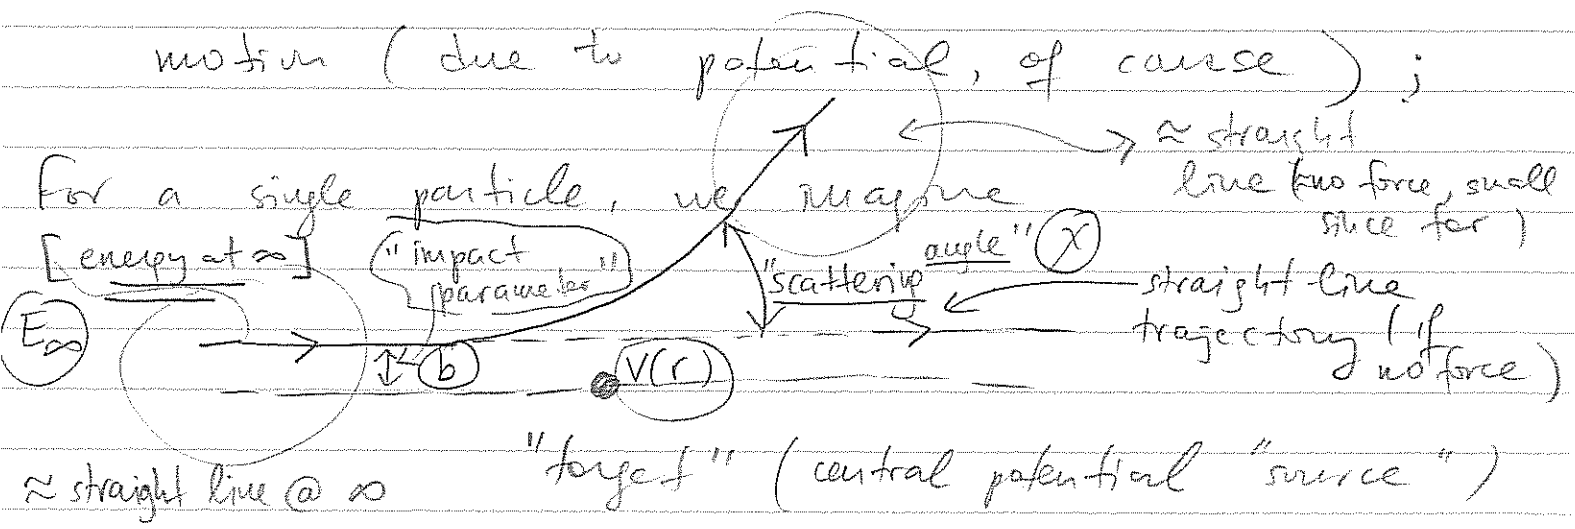 motion (due to potential, of cause);
≈ straight
line (no force, small
since far)
For a single particle, we imagine
[energy at ∞]
"impact
parameter"
"scattering angle" χ
straight-line
trajectory (if
no force)
E∞
b
V(r)
≈ straight line @ ∞
"target" (central potential "source")